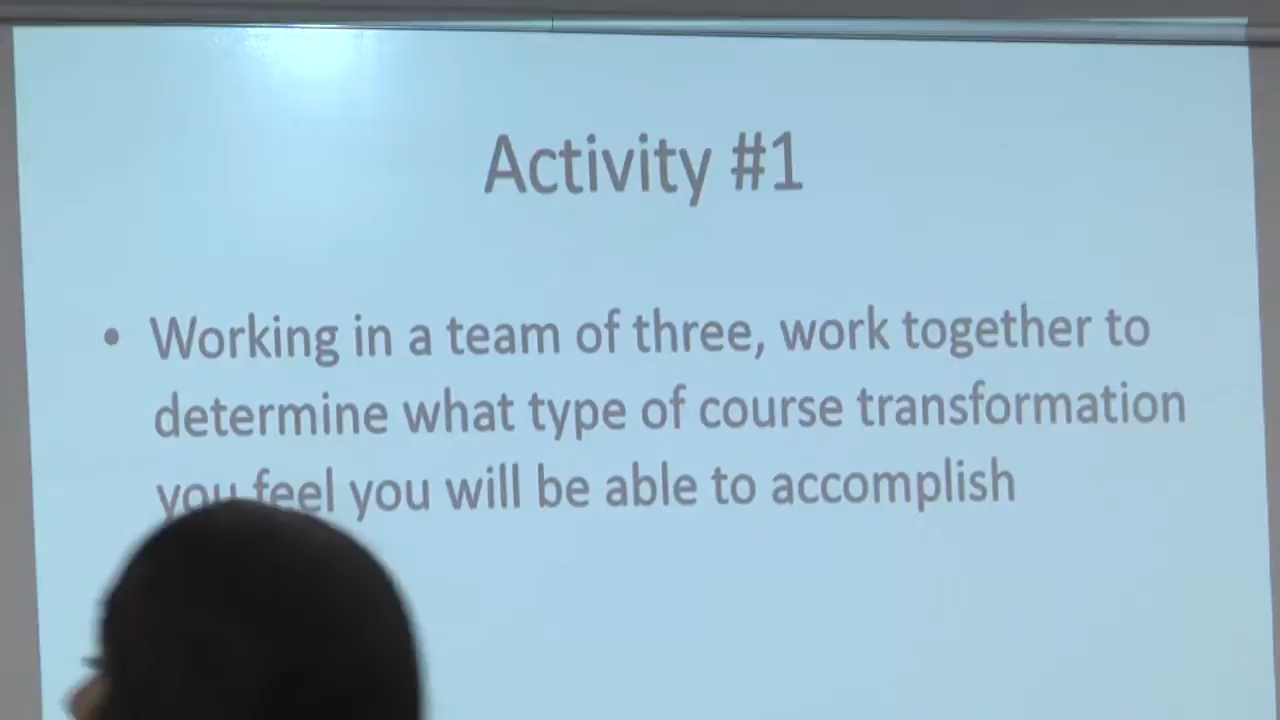 Activity #1
• Working in a team of three, work together to
determine what type of course transformation
you feel you will be able to accomplish